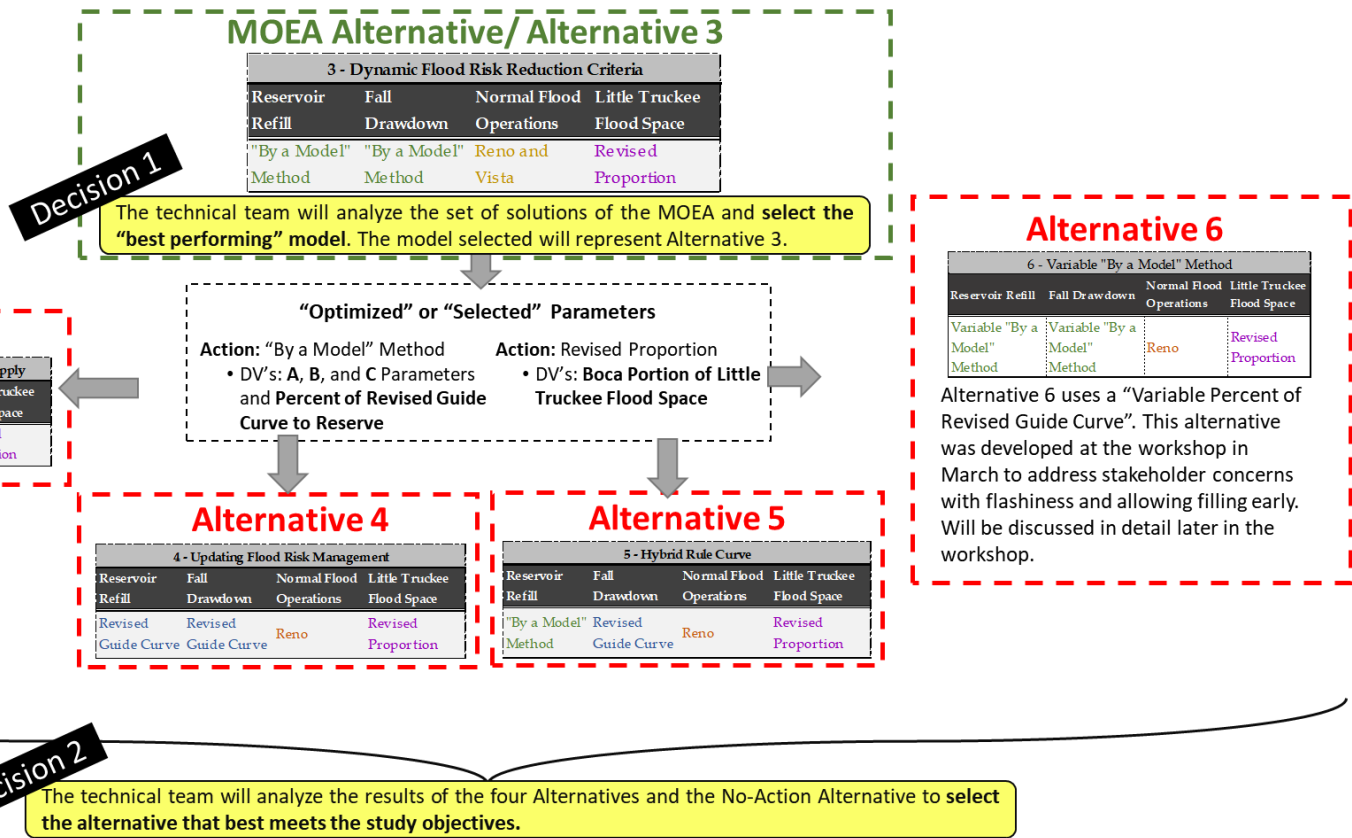 MOEA Alternative/ Alternative 3
3 - Dynamic Flood Risk Reduction Criteria
Reservoir Refill
Fall Drawdown
Normal Flood Operations
Little Truckee Flood Space
"By a Model" Method
"By a Model" Method
Reno and Vista
Revised Proportion
Decision 1
The technical team will analyze the set of solutions of the MOEA and select the
“best performing” model. The model selected will represent Alternative 3.
“Optimized” or “Selected” Parameters
Action: “By a Model” Method
• DV’s: A, B, and C Parameters
and Percent of Revised Guide
Curve to Reserve
Action: Revised Proportion
• DV’s: Boca Portion of Little
Truckee Flood Space
Alternative 6
6 - Variable "By a Model" Method
Reservoir Refill
Fall Drawdown
Normal Flood Operations
Little Truckee Flood Space
Variable "By a Model" Method
Variable "By a Model" Method
Reno
Revised Proportion
Alternative 6 uses a “Variable Percent of
Revised Guide Curve”. This alternative
was developed at the workshop in
March to address stakeholder concerns
with flashiness and allowing filling early.
Will be discussed in detail later in the
workshop.
pply
ruckee
pace
ion
Alternative 4
4 - Updating Flood Risk Management
Reservoir Refill
Fall Drawdown
Normal Flood Operations
Little Truckee Flood Space
Revised Guide Curve
Revised Guide Curve
Reno
Revised Proportion
Alternative 5
5 - Hybrid Rule Curve
Reservoir Refill
Fall Drawdown
Normal Flood Operations
Little Truckee Flood Space
"By a Model" Method
Revised Guide Curve
Reno
Revised Proportion
cision 2
The technical team will analyze the results of the four Alternatives and the No-Action Alternative to select
the alternative that best meets the study objectives.